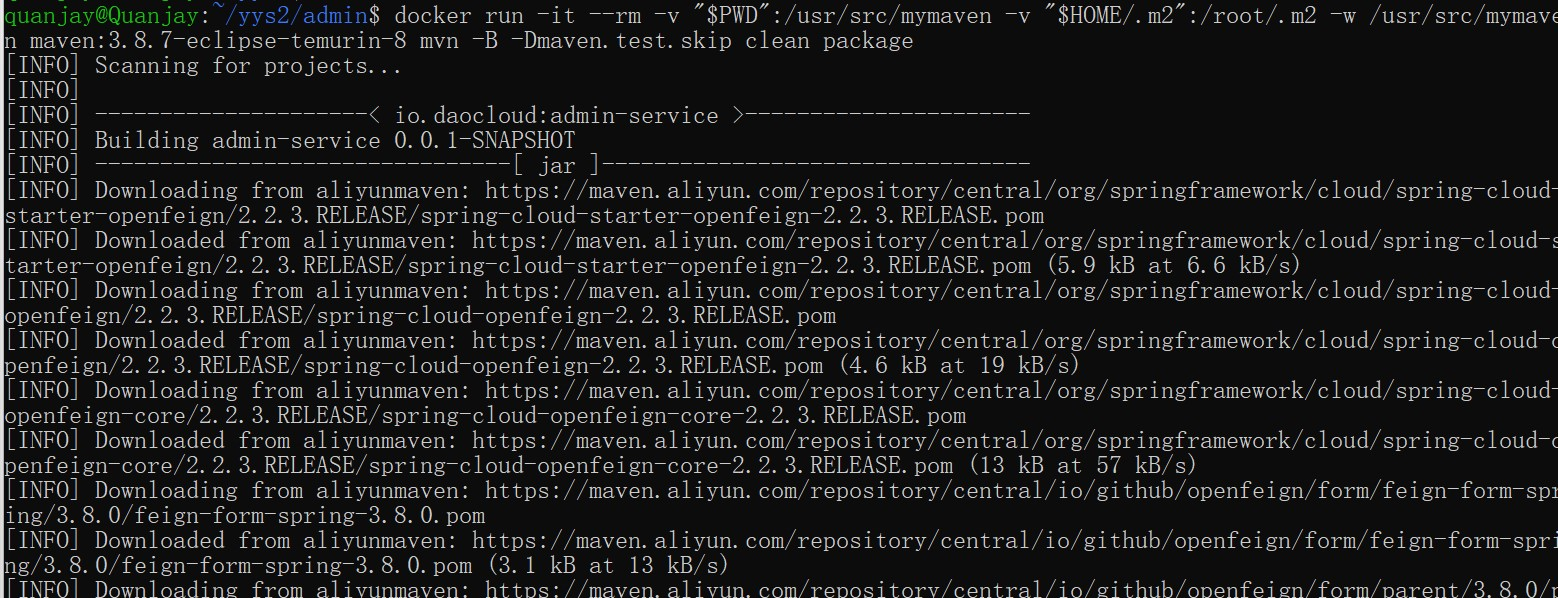 quanjay@Quanjay:~/yys2/admin$ docker run -it --rm -v "$PWD":/usr/src/mymaven -v "$HOME/.m2":/root/.m2 -w /usr/src/mymave
n maven:3.8.7-eclipse-temurin-8 mvn -B -Dmaven.test.skip clean package
[INFO] Scanning for projects...
[INFO]
[INFO] ---------------------< io.daocloud:admin-service >----------------------
[INFO] Building admin-service 0.0.1-SNAPSHOT
[INFO] --------------------------------[ jar ]---------------------------------
[INFO] Downloading from aliyunmaven: https://maven.aliyun.com/repository/central/org/springframework/cloud/spring-cloud-
starter-openfeign/2.2.3.RELEASE/spring-cloud-starter-openfeign-2.2.3.RELEASE.pom
[INFO] Downloaded from aliyunmaven: https://maven.aliyun.com/repository/central/org/springframework/cloud/spring-cloud-s
tarter-openfeign/2.2.3.RELEASE/spring-cloud-starter-openfeign-2.2.3.RELEASE.pom (5.9 kB at 6.6 kB/s)
[INFO] Downloading from aliyunmaven: https://maven.aliyun.com/repository/central/org/springframework/cloud/spring-cloud-
openfeign/2.2.3.RELEASE/spring-cloud-openfeign-2.2.3.RELEASE.pom
[INFO] Downloaded from aliyunmaven: https://maven.aliyun.com/repository/central/org/springframework/cloud/spring-cloud-o
penfeign/2.2.3.RELEASE/spring-cloud-openfeign-2.2.3.RELEASE.pom (4.6 kB at 19 kB/s)
[INFO] Downloading from aliyunmaven: https://maven.aliyun.com/repository/central/org/springframework/cloud/spring-cloud-
openfeign-core/2.2.3.RELEASE/spring-cloud-openfeign-core-2.2.3.RELEASE.pom
[INFO] Downloaded from aliyunmaven: https://maven.aliyun.com/repository/central/org/springframework/cloud/spring-cloud-o
penfeign-core/2.2.3.RELEASE/spring-cloud-openfeign-core-2.2.3.RELEASE.pom (13 kB at 57 kB/s)
[INFO] Downloading from aliyunmaven: https://maven.aliyun.com/repository/central/io/github/openfeign/form/feign-form-spr
ing/3.8.0/feign-form-spring-3.8.0.pom
[INFO] Downloaded from aliyunmaven: https://maven.aliyun.com/repository/central/io/github/openfeign/form/feign-form-spri
ng/3.8.0/feign-form-spring-3.8.0.pom (3.1 kB at 13 kB/s)
[INFO] Downloading from aliyunmaven: https://maven.aliyun.com/repository/central/io/github/openfeign/form/parent/3.8.0/p